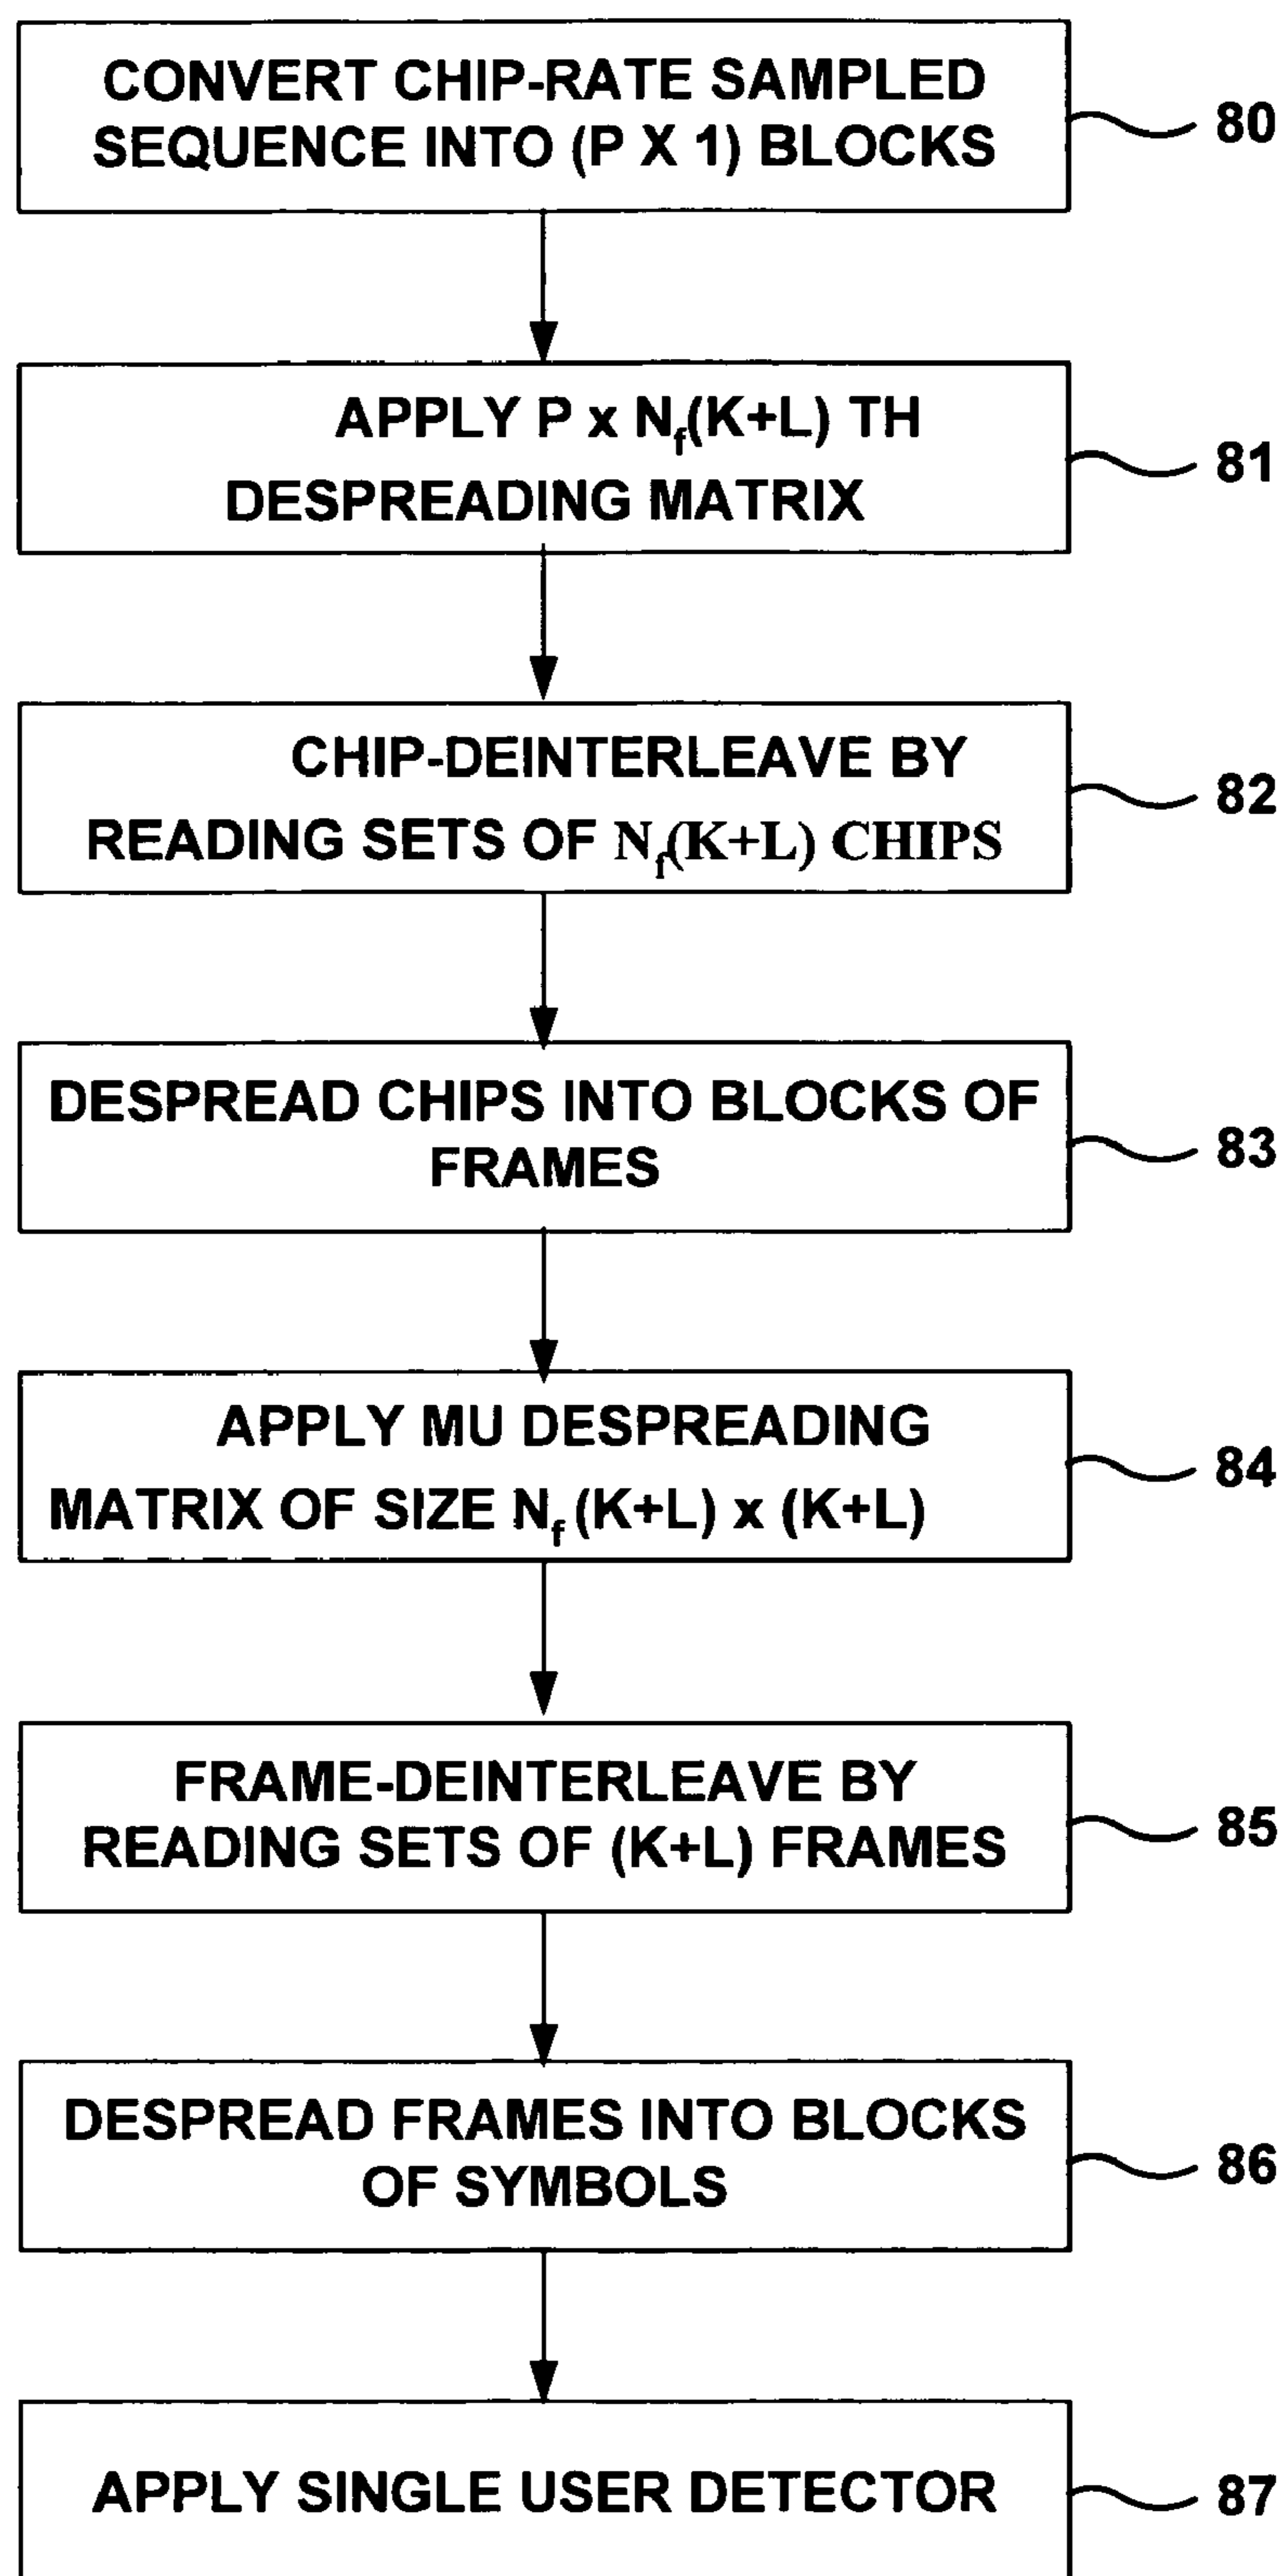 CONVERT CHIP-RATE SAMPLED
SEQUENCE INTO (P X 1) BLOCKS
80
APPLY P x Nf(K+L) TH
DESPREADING MATRIX
81
CHIP-DEINTERLEAVE BY
READING SETS OF Nf(K+L) CHIPS
82
DESPREAD CHIPS INTO BLOCKS OF
FRAMES
83
APPLY MU DESPREADING
MATRIX OF SIZE Nf (K+L) x (K+L)
84
FRAME-DEINTERLEAVE BY
READING SETS OF (K+L) FRAMES
85
DESPREAD FRAMES INTO BLOCKS
OF SYMBOLS
86
APPLY SINGLE USER DETECTOR
87